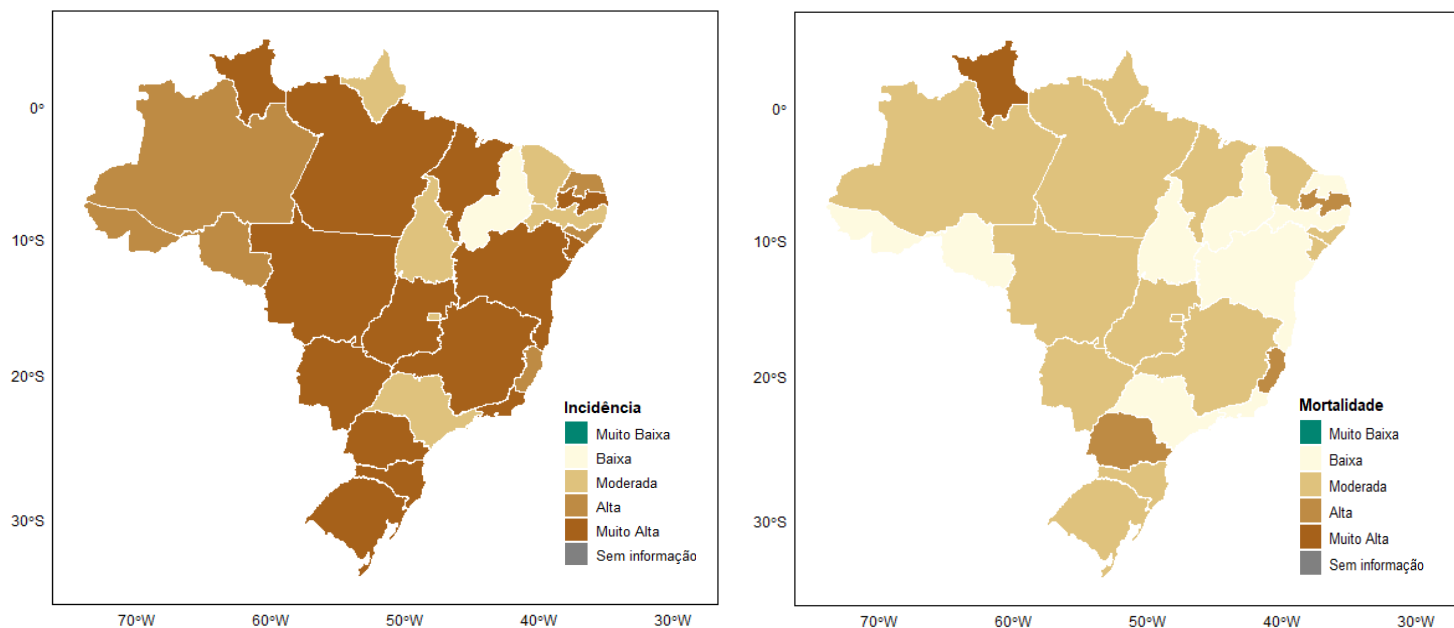 0°
10°S
20°S
30°S
70°W
60°W
50°W
40°W
30°W
Incidência
Muito Baixa
Baixa
Moderada
Alta
Muito Alta
Sem informação
0°
10°S
20°S
30°S
70°W
60°W
50°W
40°W
30°W
Mortalidade
Muito Baixa
Baixa
Moderada
Alta
Muito Alta
Sem informação